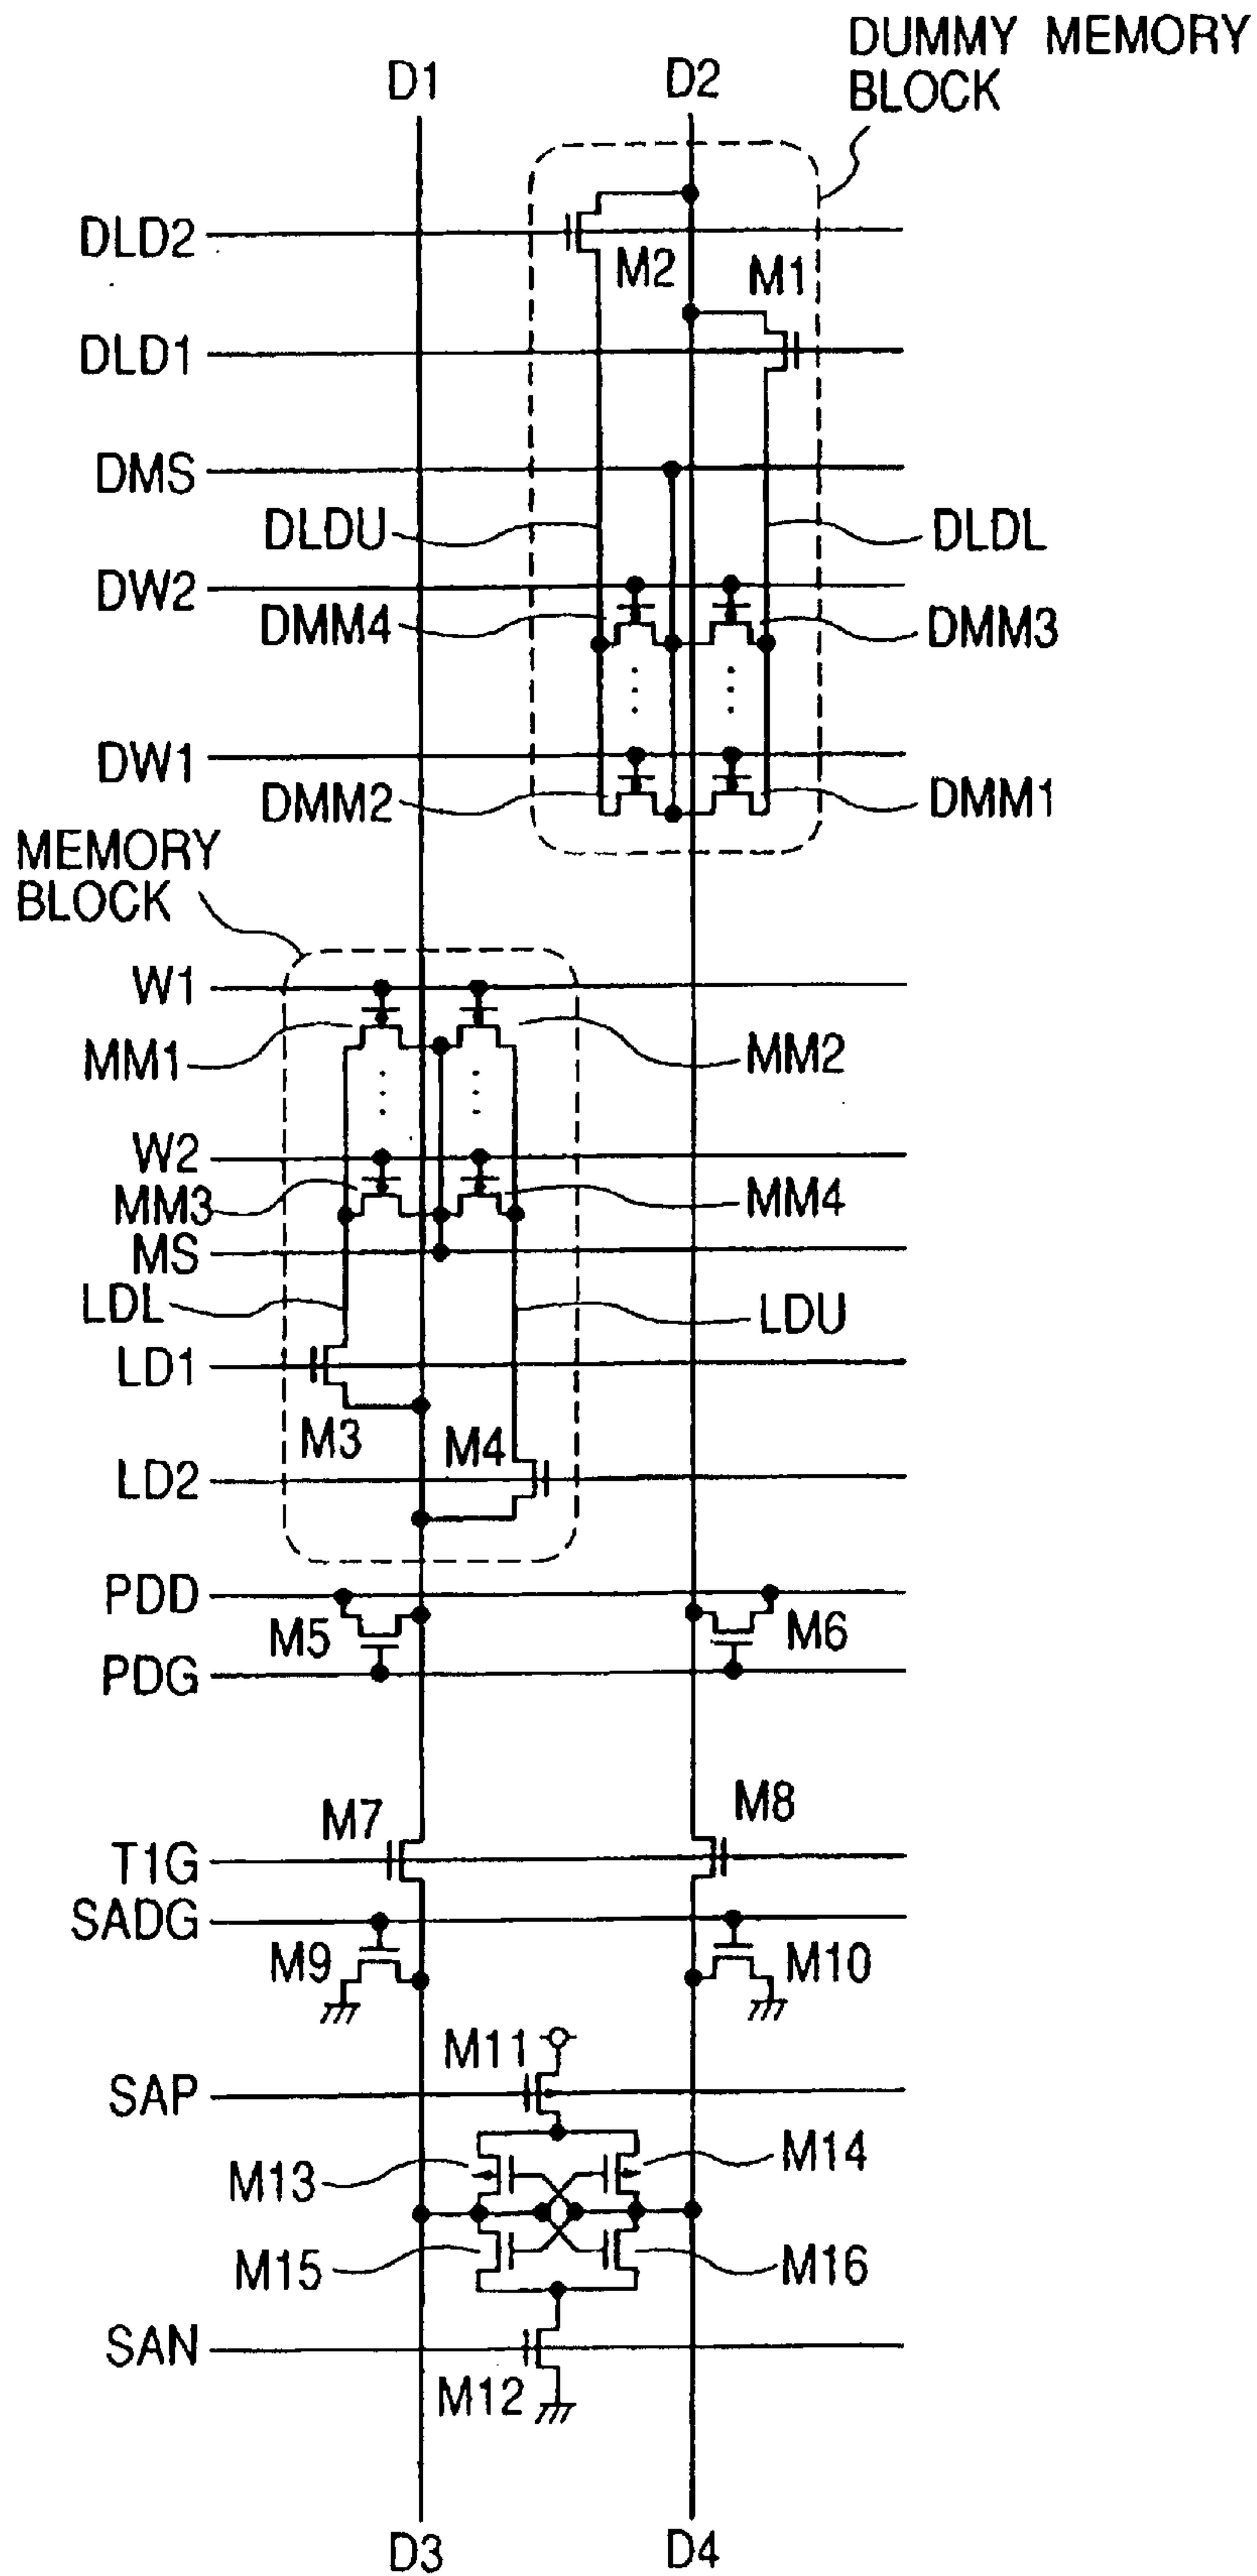 DUMMY MEMORY
BLOCK
D1
D2
DLD2
M2
M1
DLD1
DMS
DLDU
DLDL
DW2
DMM4
DMM3
DW1
DMM2
DMM1
MEMORY
BLOCK
W1
MM1
MM2
W2
MM3
MM4
MS
LDL
LDU
LD1
M3
M4
LD2
PDD
M5
M6
PDG
M7
M8
T1G
SADG
M9
M10
M11
SAP
M13
M14
M15
M16
SAN
M12
D3
D4